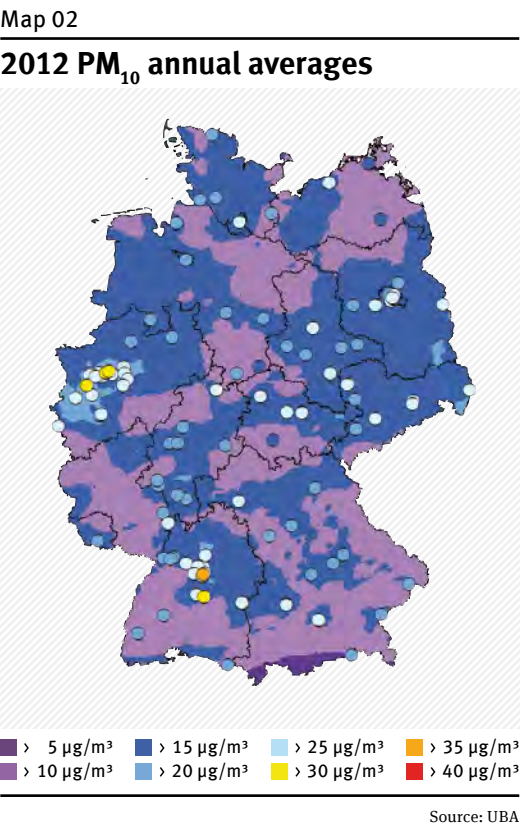 Map 02
2012 PM10 annual averages
> 5 µg/m³ > 15 µg/m³ > 25 µg/m³ > 35 µg/m³
> 10 µg/m³ > 20 µg/m³ > 30 µg/m³ > 40 µg/m³
Source: UBA